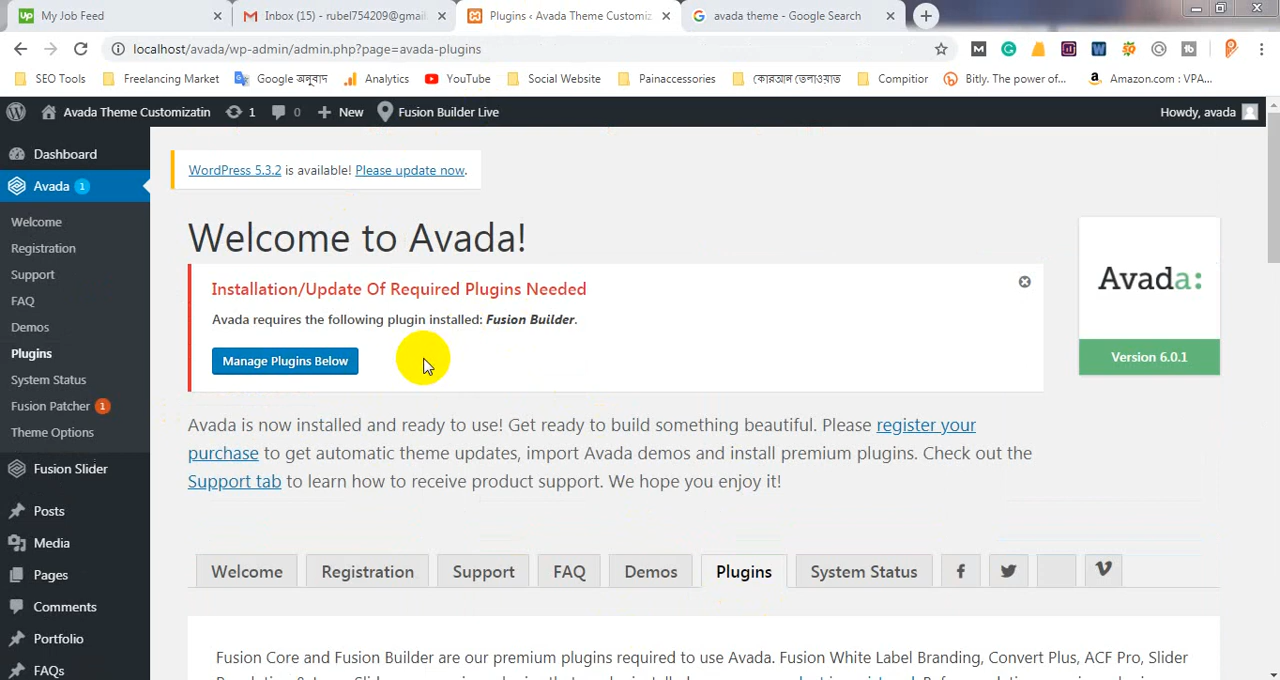 My Job Feed
Inbox (15) - rubel754209@gmail.
Plugins ‹ Avada Theme Customiz
avada theme - Google Search
localhost/avada/wp-admin/admin.php?page=avada-plugins
SEO Tools
Freelancing Market
Google অনুবাদ
Analytics
YouTube
Social Website
Painaccessories
কোরআন তেলাওয়াত
Compitior
Bitly. The power of...
Amazon.com : VPA...
Avada Theme Customizatin
1
0
New
Fusion Builder Live
Howdy, avada
Dashboard
Avada 1
Welcome
Registration
Support
FAQ
Demos
Plugins
System Status
Fusion Patcher 1
Theme Options
Fusion Slider
Posts
Media
Pages
Comments
Portfolio
FAQs
WordPress 5.3.2 is available! Please update now.
Welcome to Avada!
Installation/Update Of Required Plugins Needed
Avada requires the following plugin installed: Fusion Builder.
Manage Plugins Below
Avada:
Version 6.0.1
Avada is now installed and ready to use! Get ready to build something beautiful. Please register your
purchase to get automatic theme updates, import Avada demos and install premium plugins. Check out the
Support tab to learn how to receive product support. We hope you enjoy it!
Welcome
Registration
Support
FAQ
Demos
Plugins
System Status
Fusion Core and Fusion Builder are our premium plugins required to use Avada. Fusion White Label Branding, Convert Plus, ACF Pro, Slider